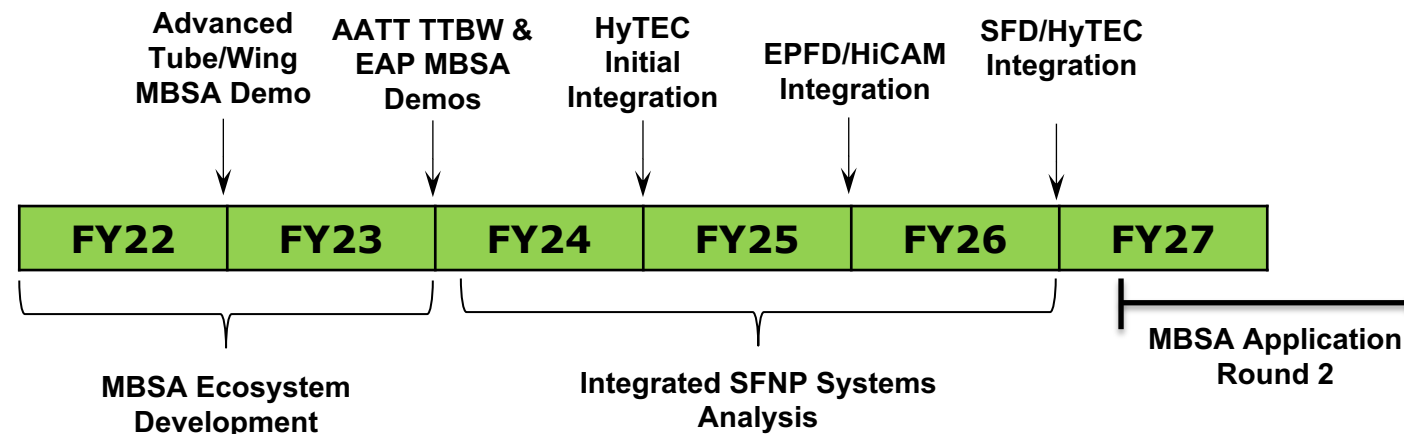 Advanced
Tube/Wing
MBSA Demo
AATT TTBW &
EAP MBSA
Demos
HyTEC
Initial
Integration
EPFD/HiCAM
Integration
SFD/HyTEC
Integration
FY22
FY23
FY24
FY25
FY26
FY27
MBSA Ecosystem
Development
Integrated SFNP Systems
Analysis
MBSA Application
Round 2